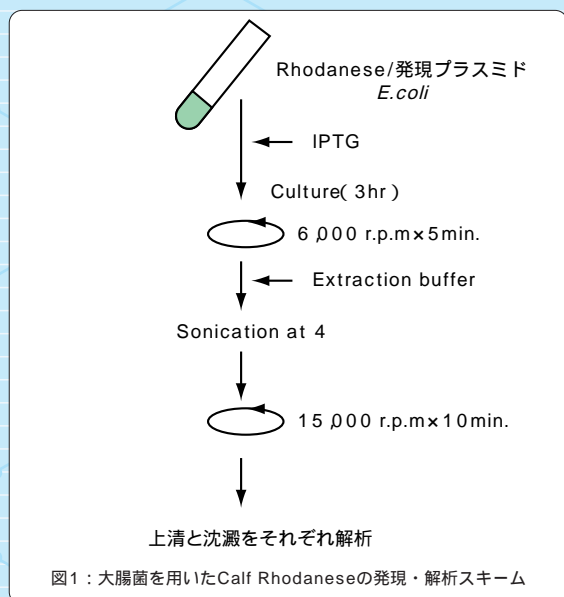 Rhodanese/発現プラスミド
E.coli
IPTG
Culture( 3hr )
6,000 r.p.m×5min.
Extraction buffer
Sonication at 4
15,000 r.p.m×10min.
上清と沈澱をそれぞれ解析
図1：大腸菌を用いたCalf Rhodaneseの発現・解析スキーム